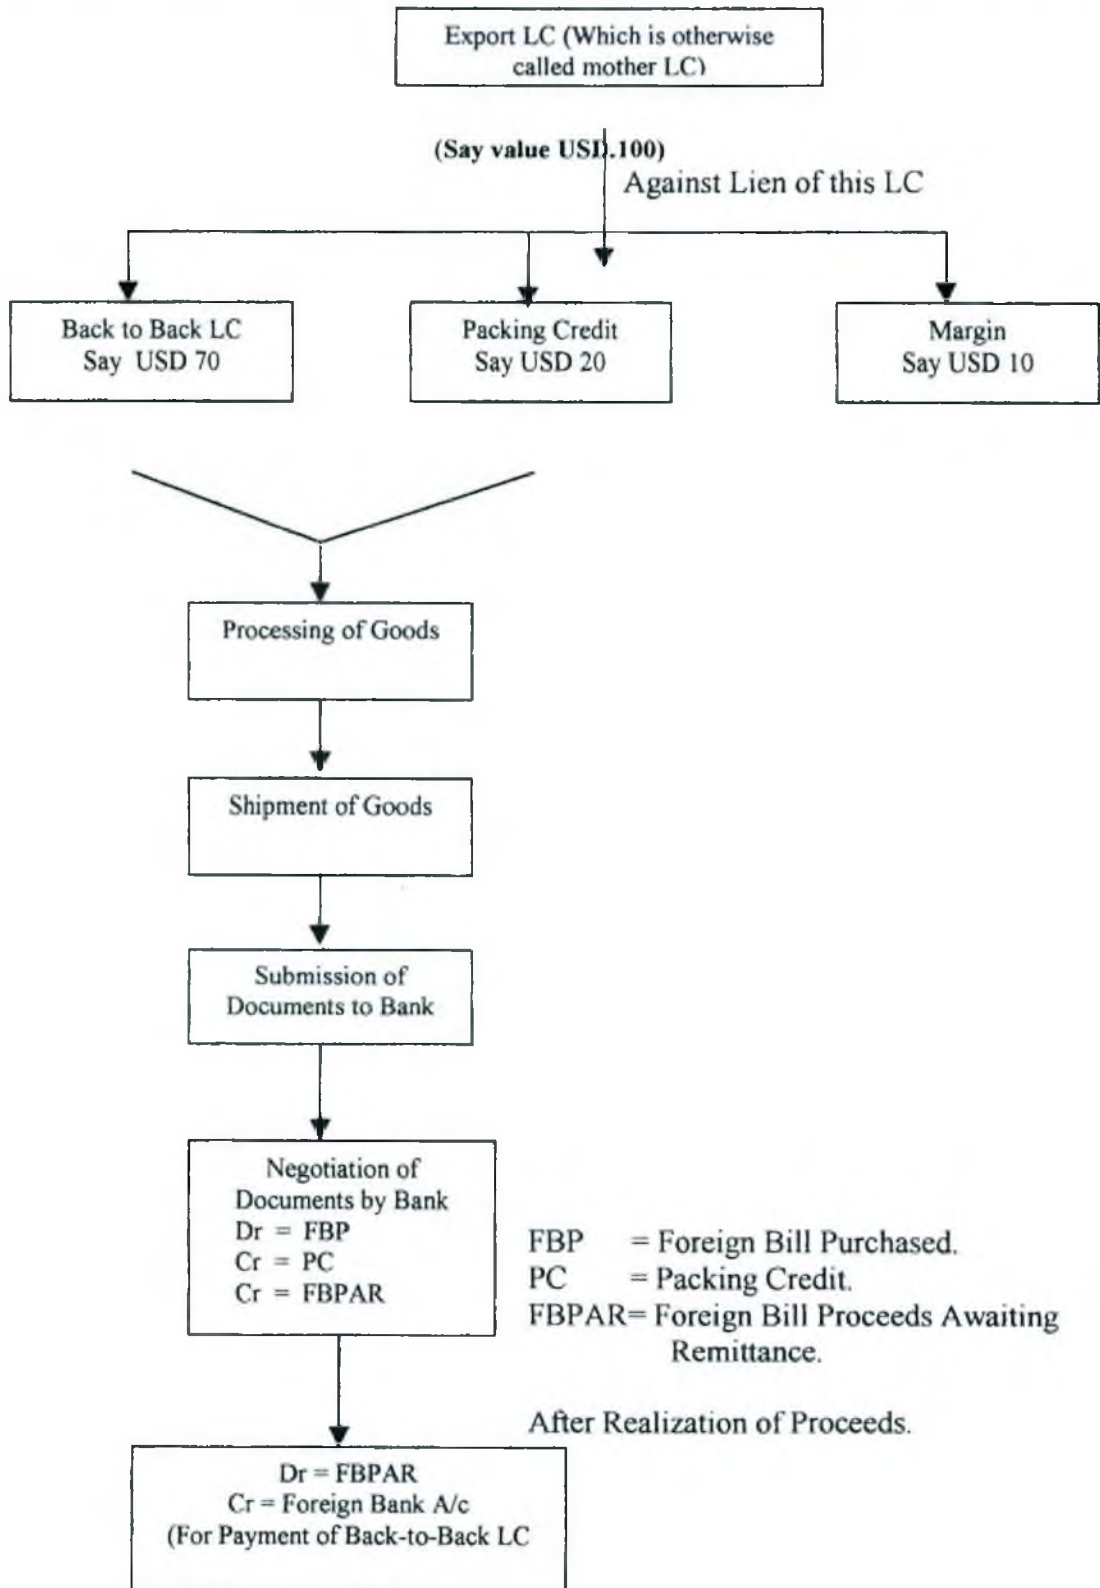 Export LC (Which is otherwise
called mother LC)
(Say value USD.100)
Against Lien of this LC
Back to Back LC
Say USD 70
Packing Credit
Say USD 20
Margin
Say USD 10
Processing of Goods
Shipment of Goods
Submission of
Documents to Bank
Negotiation of
Documents by Bank
Dr = FBP
Cr = PC
Cr = FBPAR
FBP = Foreign Bill Purchased.
PC = Packing Credit.
FBPAR= Foreign Bill Proceeds Awaiting
Remittance.
After Realization of Proceeds.
Dr = FBPAR
Cr = Foreign Bank A/c
(For Payment of Back-to-Back LC